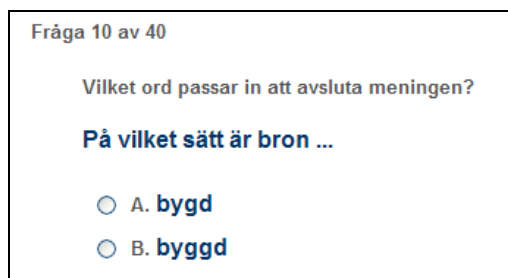 Fråga 10 av 40
Vilket ord passar in att avsluta meningen?
På vilket sätt är bron ...
A. bygd
B. byggd